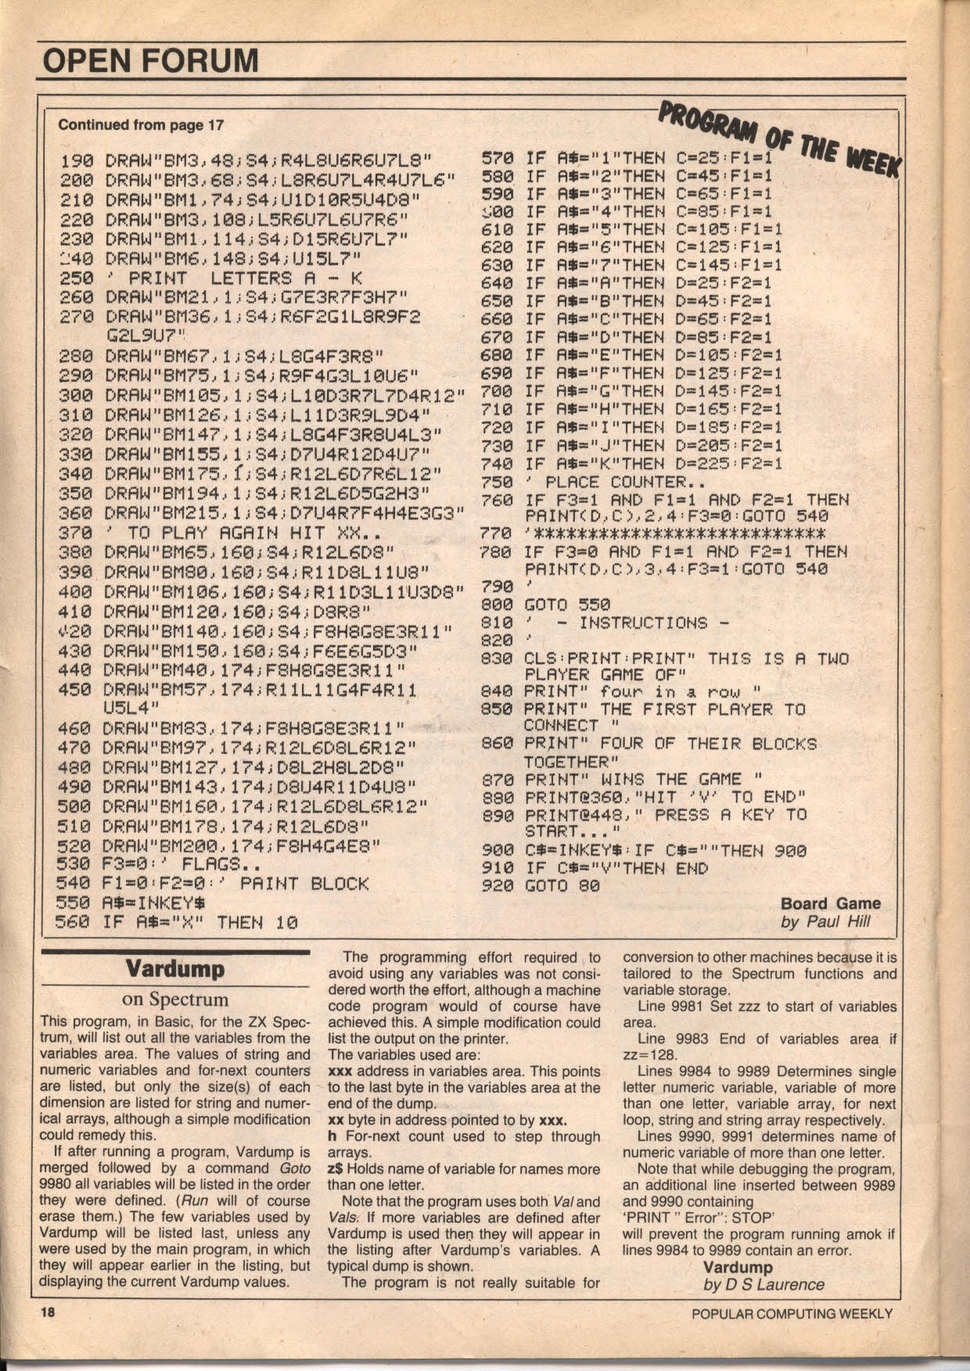 OPEN FORUM
Continued from page 17
PROGRAM OF THE WEEK
190 DRAW"BM3,48;S4;R4L8U6R6U7L8"
200 DRAW"BM3,68;S4;L8R6U7L4R4U7L6"
210 DRAW"BM1,74;S4;U1D10R5U4D8"
220 DRAW"BM3,108;L5R6U7L6U7R6"
230 DRAW"BM1,114;S4;D15R6U7L7"
240 DRAW"BM6,148;S4;U15L7"
250 ' PRINT LETTERS A - K
260 DRAW"BM21,1;S4;G7E3R7F3H7"
270 DRAW"BM36,1;S4;R6F2G1L8R9F2
G2L9U7"
280 DRAW"BM67,1;S4;L8G4F3R8"
290 DRAW"BM75,1;S4;R9F4G3L10U6"
300 DRAW"BM105,1;S4;L10D3R7L7D4R12"
310 DRAW"BM126,1;S4;L11D3R9L9D4"
320 DRAW"BM147,1;S4;L8G4F3R8U4L3"
330 DRAW"BM155,1;S4;D7U4R12D4U7"
340 DRAW"BM175,1;S4;R12L6D7R6L12"
350 DRAW"BM194,1;S4;R12L6D5G2H3"
360 DRAW"BM215,1;S4;D7U4R7F4H4E3G3"
370 ' TO PLAY AGAIN HIT XX..
380 DRAW"BM65,160;S4;R12L6D8"
390 DRAW"BM80,160;S4;R11D8L11U8"
400 DRAW"BM106,160;S4;R11D3L11U3D8"
410 DRAW"BM120,160;S4;D8R8"
420 DRAW"BM140,160;S4;F8H8G8E3R11"
430 DRAW"BM150,160;S4;F6E6G5D3"
440 DRAW"BM40,174;F8H8G8E3R11"
450 DRAW"BM57,174;R11L11G4F4R11
U5L4"
460 DRAW"BM83,174;F8H8G8E3R11"
470 DRAW"BM97,174;R12L6D8L6R12"
480 DRAW"BM127,174;D8L2H8L2D8"
490 DRAW"BM143,174;D8U4R11D4U8"
500 DRAW"BM160,174;R12L6D8L6R12"
510 DRAW"BM178,174;R12L6D8"
520 DRAW"BM200,174;F8H4G4E8"
530 F3=0:' FLAGS..
540 F1=0:F2=0:' PAINT BLOCK
550 A$=INKEY$
560 IF A$="X" THEN 10
570 IF A$="1"THEN C=25:F1=1
580 IF A$="2"THEN C=45:F1=1
590 IF A$="3"THEN C=65:F1=1
600 IF A$="4"THEN C=85:F1=1
610 IF A$="5"THEN C=105:F1=1
620 IF A$="6"THEN C=125:F1=1
630 IF A$="7"THEN C=145:F1=1
640 IF A$="A"THEN D=25:F2=1
650 IF A$="B"THEN D=45:F2=1
660 IF A$="C"THEN D=65:F2=1
670 IF A$="D"THEN D=85:F2=1
680 IF A$="E"THEN D=105:F2=1
690 IF A$="F"THEN D=125:F2=1
700 IF A$="G"THEN D=145:F2=1
710 IF A$="H"THEN D=165:F2=1
720 IF A$="I"THEN D=185:F2=1
730 IF A$="J"THEN D=205:F2=1
740 IF A$="K"THEN D=225:F2=1
750 ' PLACE COUNTER..
760 IF F3=1 AND F1=1 AND F2=1 THEN
PAINT(D,C),2,4:F3=0:GOTO 540
770 '***************************
780 IF F3=0 AND F1=1 AND F2=1 THEN
PAINT(D,C),3,4:F3=1:GOTO 540
790 '
800 GOTO 550
810 ' - INSTRUCTIONS -
820 '
830 CLS:PRINT:PRINT" THIS IS A TWO
PLAYER GAME OF"
840 PRINT" four in a row "
850 PRINT" THE FIRST PLAYER TO
CONNECT "
860 PRINT" FOUR OF THEIR BLOCKS
TOGETHER"
870 PRINT" WINS THE GAME "
880 PRINT@360,"HIT 'V' TO END"
890 PRINT@448," PRESS A KEY TO
START..."
900 C$=INKEY$:IF C$=""THEN 900
910 IF C$="V"THEN END
920 GOTO 80
Board Game
by Paul Hill
Vardump
on Spectrum
This program, in Basic, for the ZX Spec-
trum, will list out all the variables from the
variables area. The values of string and
numeric variables and for-next counters
are listed, but only the size(s) of each
dimension are listed for string and numer-
ical arrays, although a simple modification
could remedy this.
If after running a program, Vardump is
merged followed by a command Goto
9980 all variables will be listed in the order
they were defined. (Run will of course
erase them.) The few variables used by
Vardump will be listed last, unless any
were used by the main program, in which
they will appear earlier in the listing, but
displaying the current Vardump values.
The programming effort required to
avoid using any variables was not consi-
dered worth the effort, although a machine
code program would of course have
achieved this. A simple modification could
list the output on the printer.
The variables used are:
xxx address in variables area. This points
to the last byte in the variables area at the
end of the dump.
xx byte in address pointed to by xxx.
h For-next count used to step through
arrays.
z$ Holds name of variable for names more
than one letter.
Note that the program uses both Val and
Vals. If more variables are defined after
Vardump is used then they will appear in
the listing after Vardump's variables. A
typical dump is shown.
The program is not really suitable for
conversion to other machines because it is
tailored to the Spectrum functions and
variable storage.
Line 9981 Set zzz to start of variables
area.
Line 9983 End of variables area if
zz=128.
Lines 9984 to 9989 Determines single
letter numeric variable, variable of more
than one letter, variable array, for next
loop, string and string array respectively.
Lines 9990, 9991 determines name of
numeric variable of more than one letter.
Note that while debugging the program,
an additional line inserted between 9989
and 9990 containing
'PRINT " Error": STOP'
will prevent the program running amok if
lines 9984 to 9989 contain an error.
Vardump
by D S Laurence
18
POPULAR COMPUTING WEEKLY